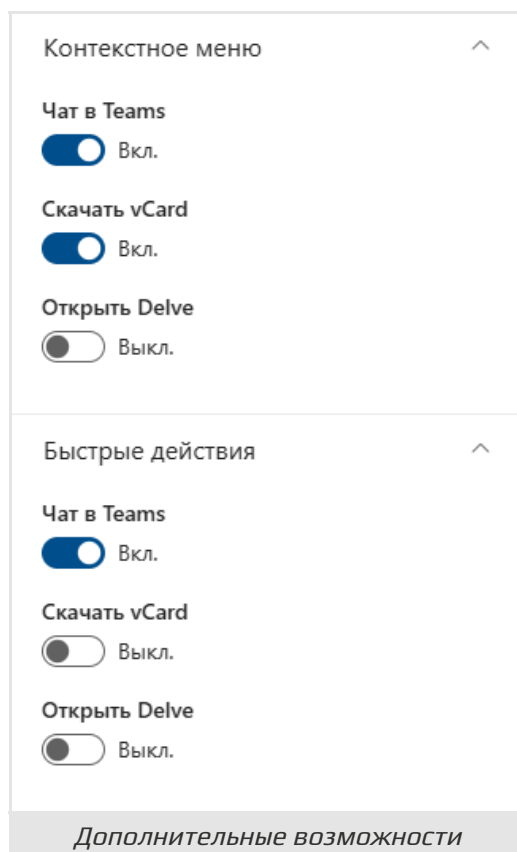 Контекстное меню
Чат в Teams
Вкл.
Скачать vCard
Вкл.
Открыть Delve
Выкл.
Быстрые действия
Чат в Teams
Вкл.
Скачать vCard
Выкл.
Открыть Delve
Выкл.
Дополнительные возможности